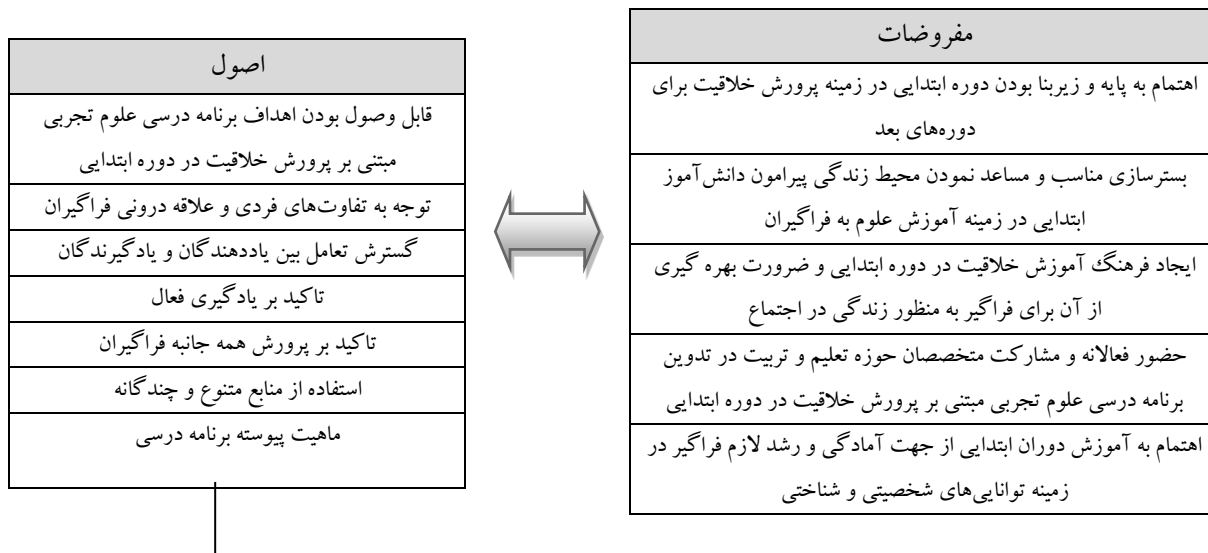 مفروضات
اهتمام به پایه و زیربنا بودن دوره ابتدایی در زمینه پرورش خلاقیت برای
دوره‌های بعد
بسترسازی مناسب و مساعد نمودن محیط زندگی پیرامون دانش‌آموز
ابتدایی در زمینه آموزش علوم به فراگیران
ایجاد فرهنگ آموزش خلاقیت در دوره ابتدایی و ضرورت بهره گیری
از آن برای فراگیر به منظور زندگی در اجتماع
حضور فعالانه و مشارکت متخصصان حوزه تعلیم و تربیت در تدوین
برنامه درسی علوم تجربی مبتنی بر پرورش خلاقیت در دوره ابتدایی
اهتمام به آموزش دوران ابتدایی از جهت آمادگی و رشد لازم فراگیر در
زمینه توانایی‌های شخصیتی و شناختی
اصول
قابل وصول بودن اهداف برنامه درسی علوم تجربی
مبتنی بر پرورش خلاقیت در دوره ابتدایی
توجه به تفاوت‌های فردی و علاقه درونی فراگیران
گسترش تعامل بین یاددهندگان و یادگیرندگان
تاکید بر یادگیری فعال
تاکید بر پرورش همه جانبه فراگیران
استفاده از منابع متنوع و چندگانه
ماهیت پیوسته برنامه درسی